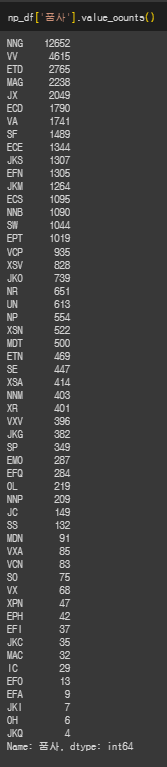 np_df['품사'].value_counts()
NNG 12652
VV 4615
ETD 2765
MAG 2238
JX 2049
ECD 1790
VA 1741
SF 1489
ECE 1344
JKS 1307
EFN 1305
JKM 1264
ECS 1095
NNB 1090
SW 1044
EPT 1019
VCP 935
XSV 828
JKO 739
NR 651
UN 613
NP 554
XSN 522
MDT 500
ETN 469
SE 447
XSA 414
NNM 403
XR 401
VXV 396
JKG 382
SP 349
EMO 287
EFQ 284
OL 219
NNP 209
JC 149
SS 132
MDN 91
VXA 85
VCN 83
SO 75
VX 68
XPN 47
EPH 42
EFI 37
JKC 35
MAC 32
IC 29
EFO 13
EFA 9
JKI 7
OH 6
JKQ 4
Name: 품사, dtype: int64